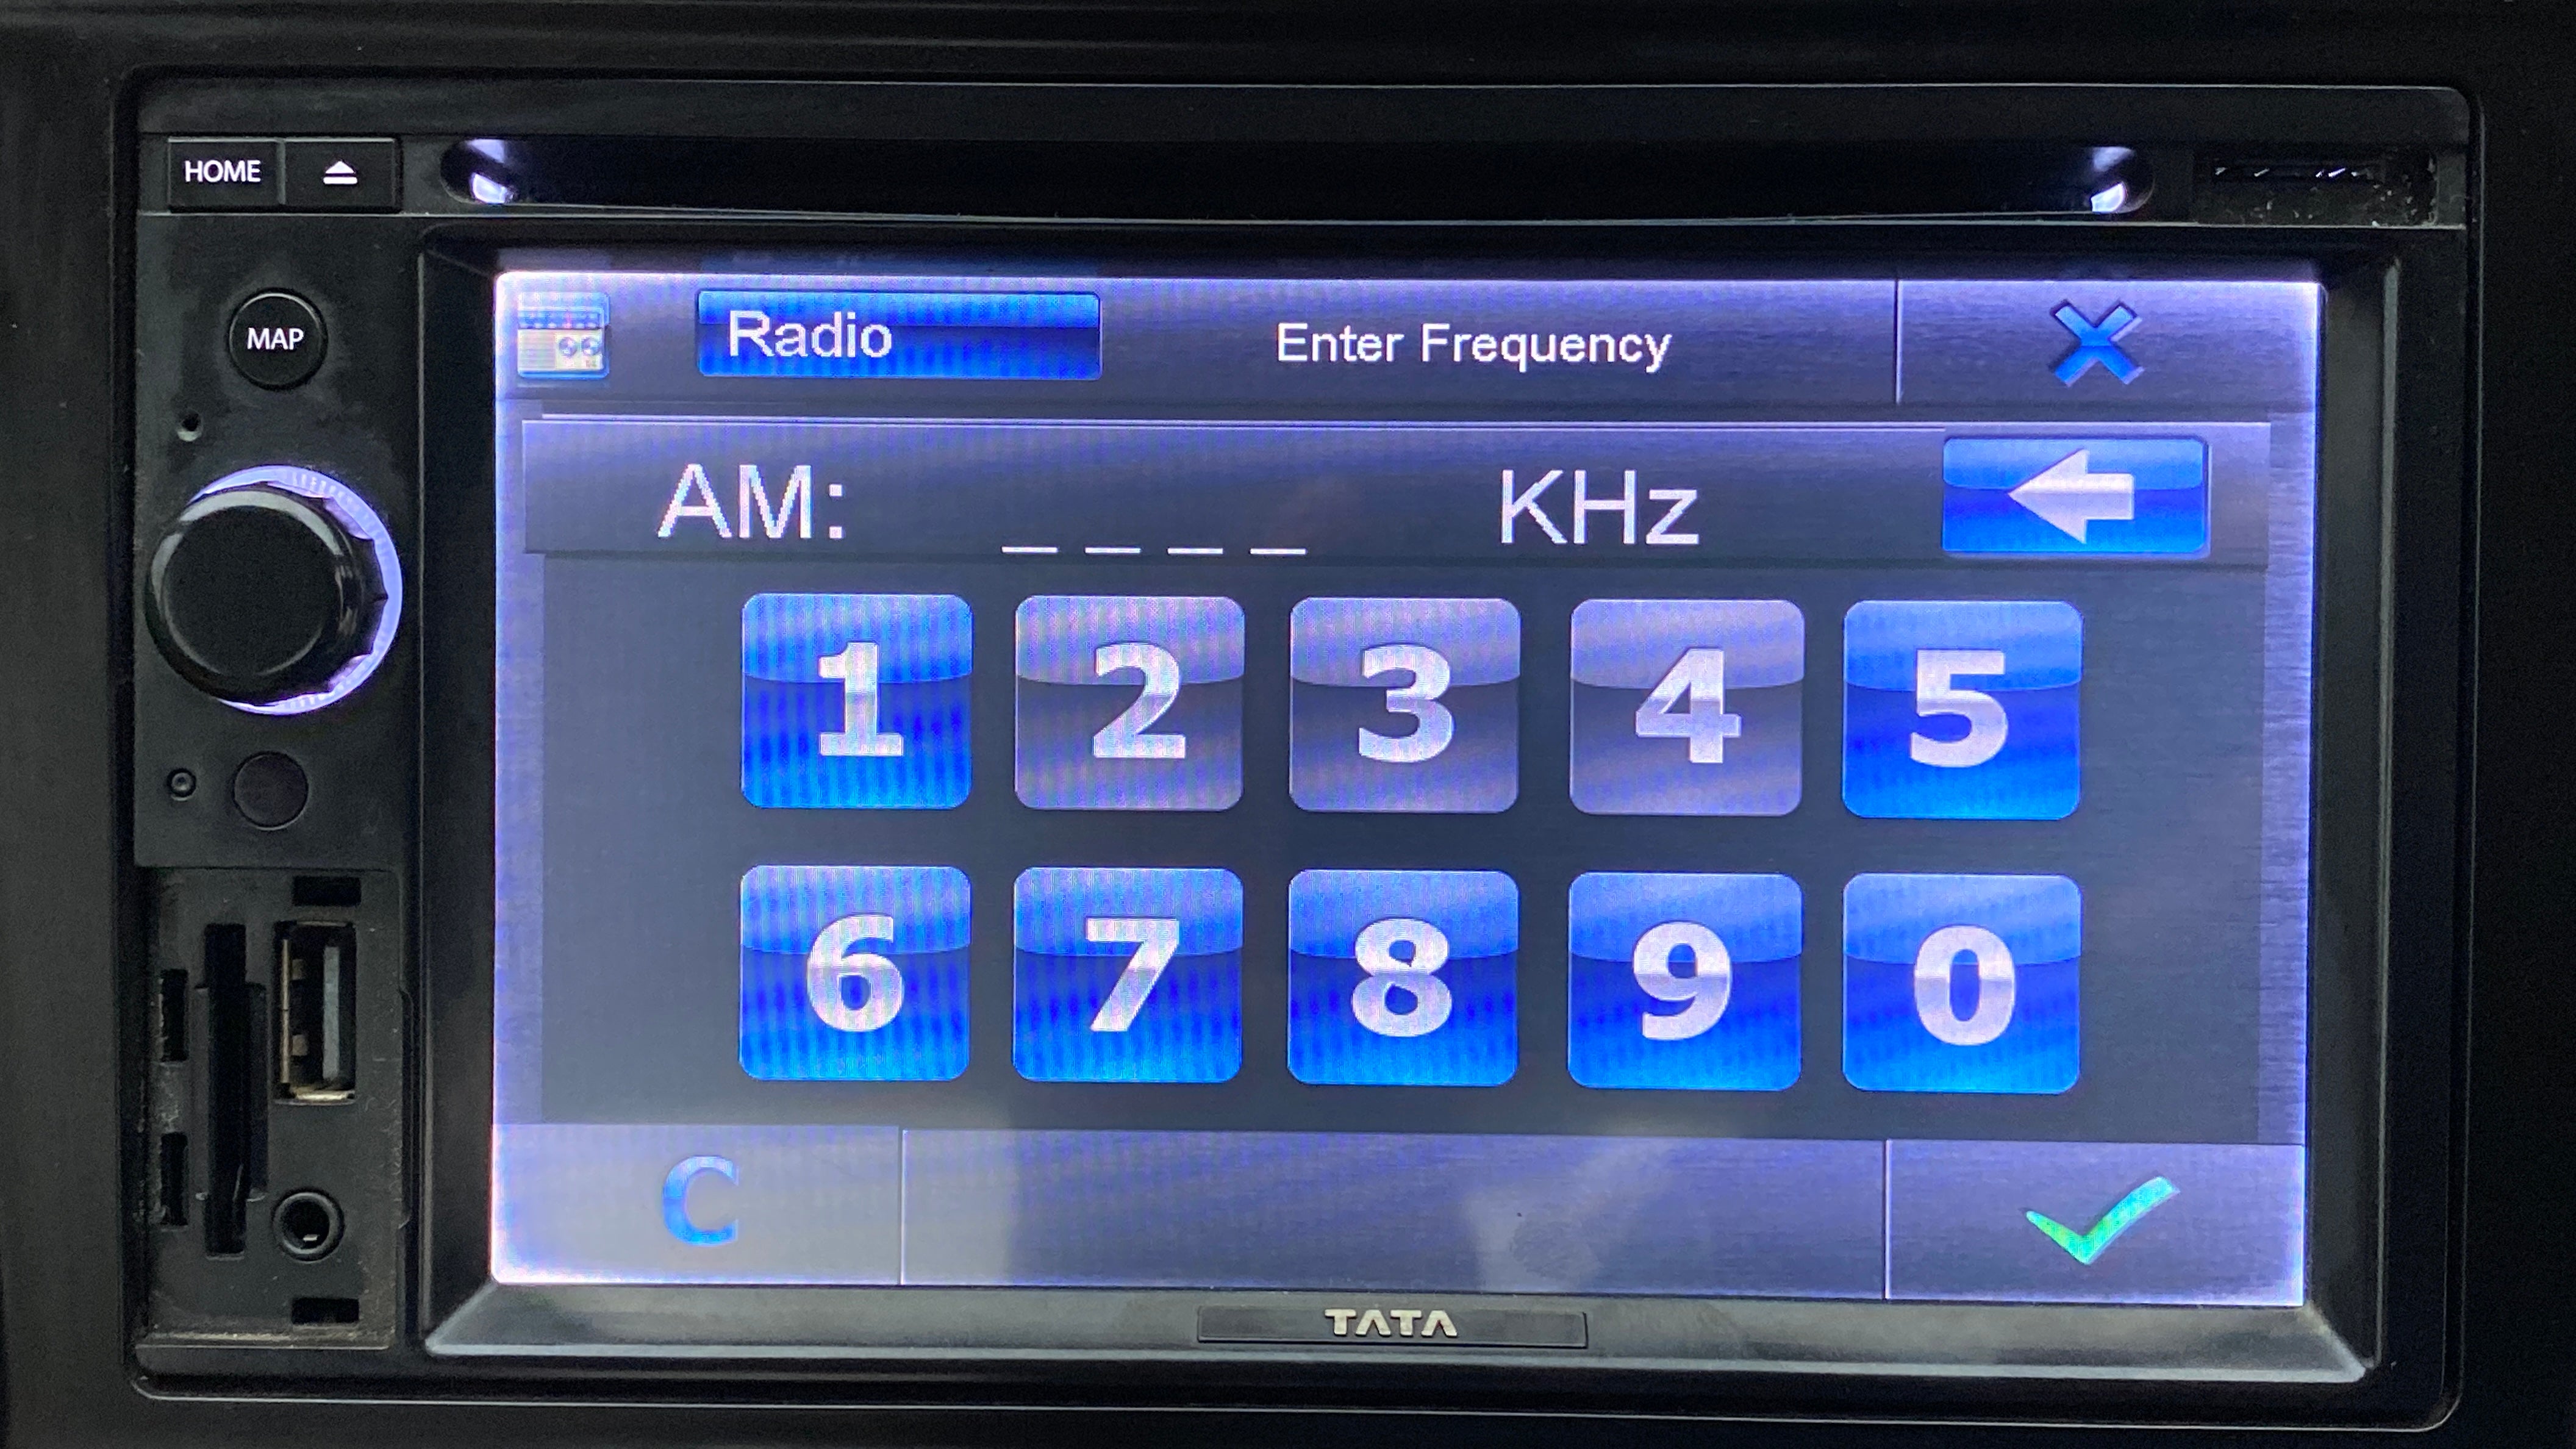 HOME
MAP
Radio
Enter Frequency
AM: _ _ _ _ KHz
1 2 3 4 5
6 7 8 9 0
C
TATA